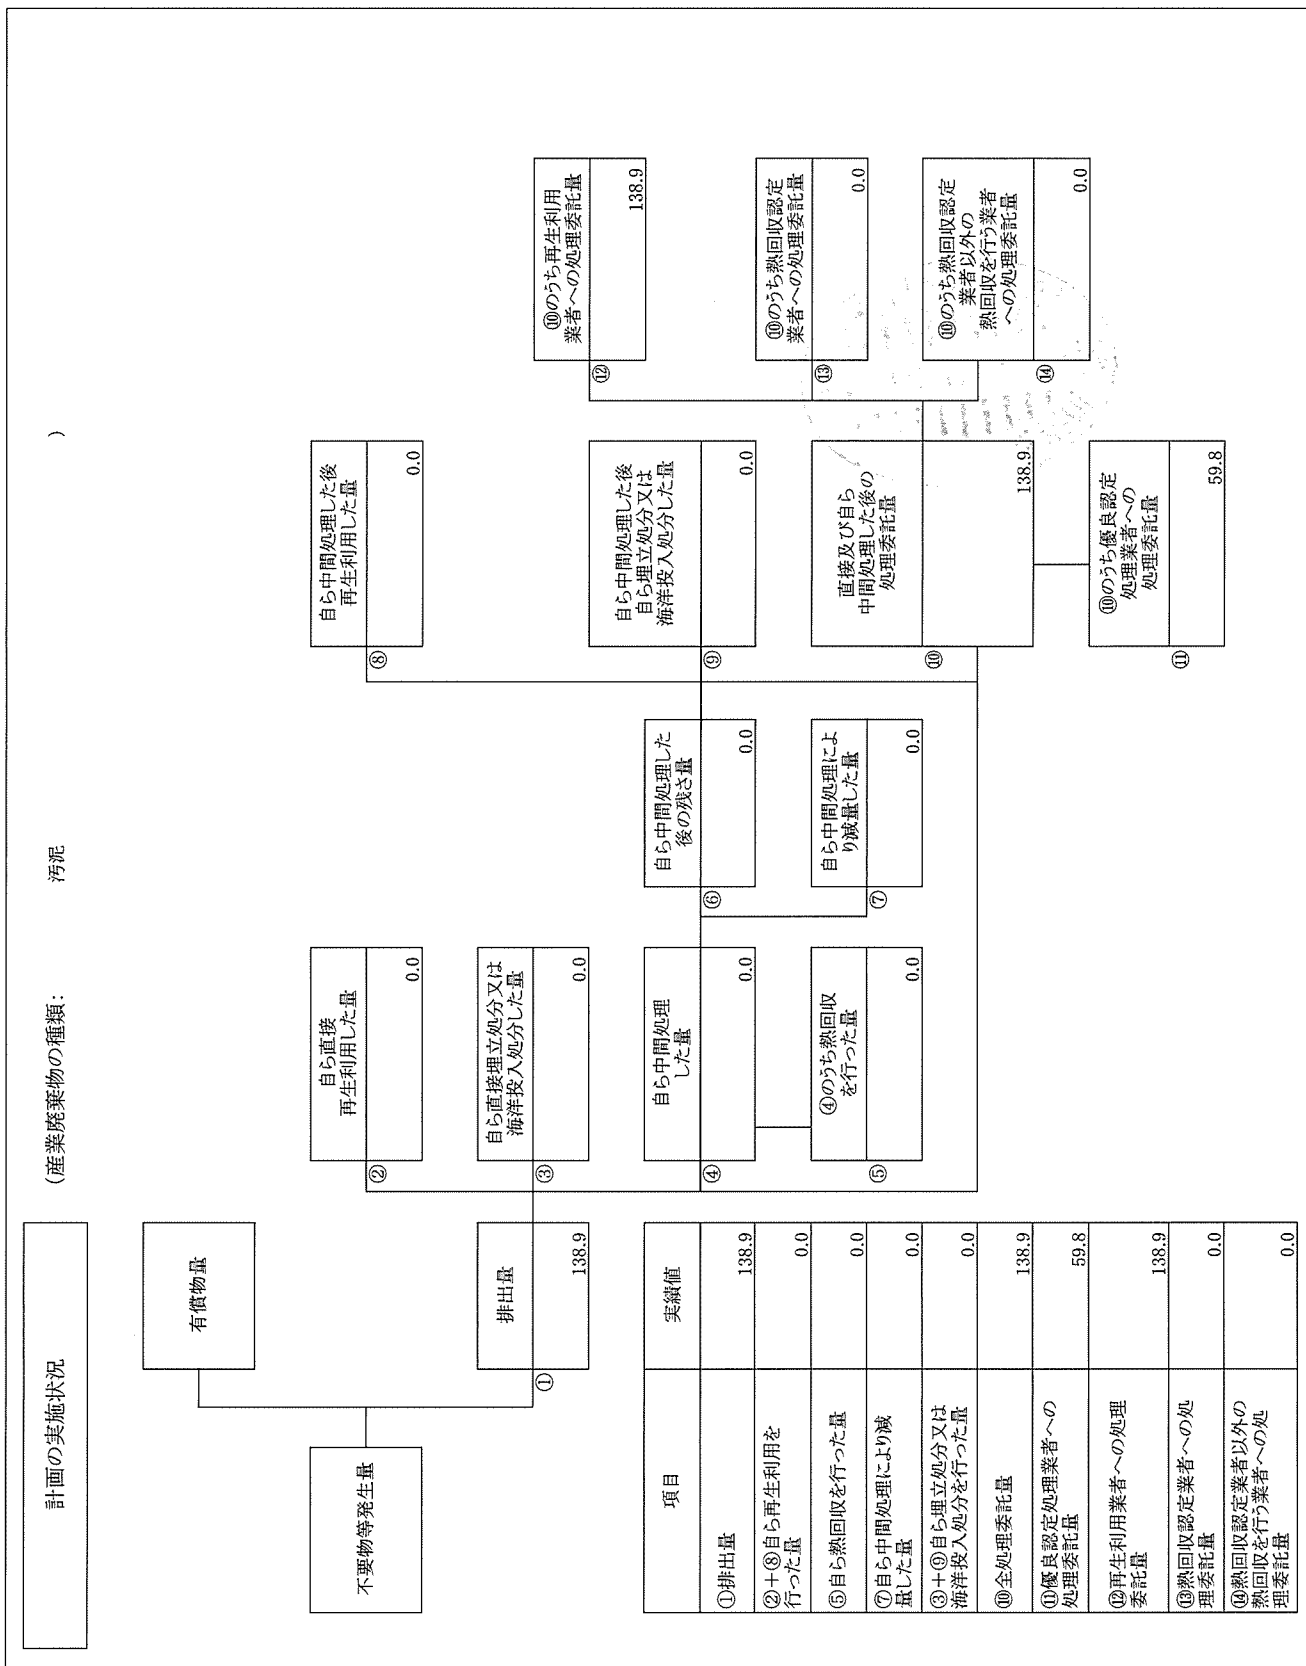 計画の実施状況
(産業廃棄物の種類: 汚泥 )
不要物等発生量
有償物量
①
排出量
138.9
②
自ら直接
再生利用した量
0.0
③
自ら直接埋立処分又は
海洋投入処分した量
0.0
④
自ら中間処理
した量
0.0
⑤
④のうち熱回収
を行った量
0.0
⑥
自ら中間処理した
後の残さ量
0.0
⑦
自ら中間処理によ
り減量した量
0.0
⑧
自ら中間処理した後
再生利用した量
0.0
⑨
自ら中間処理した後
自ら埋立処分又は
海洋投入処分した量
0.0
⑩
直接及び自ら
中間処理した後の
処理委託量
138.9
⑪
⑩のうち優良認定
処理業者への
処理委託量
59.8
⑫
⑩のうち再生利用
業者への処理委託量
138.9
⑬
⑩のうち熱回収認定
業者への処理委託量
0.0
⑭
⑩のうち熱回収認定
業者以外の
熱回収を行う業者
への処理委託量
0.0
項目 実績値
①排出量 138.9
②+⑧自ら再生利用を
行った量 0.0
⑤自ら熱回収を行った量 0.0
⑦自ら中間処理により減
量した量 0.0
③+⑨自ら埋立処分又は
海洋投入処分を行った量 0.0
⑩全処理委託量 138.9
⑪優良認定処理業者への
処理委託量 59.8
⑫再生利用業者への処理
委託量 138.9
⑬熱回収認定業者への処
理委託量 0.0
⑭熱回収認定業者以外の
熱回収を行う業者への処
理委託量 0.0